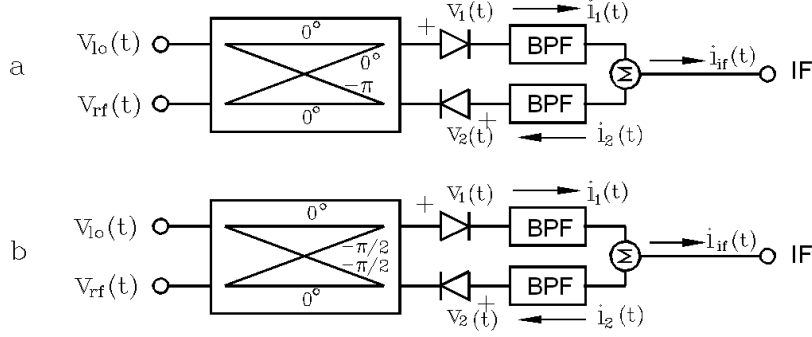 a
V_lo(t)
V_rf(t)
0°
0°
−π
0°
+
V_1(t)
i_1(t)
BPF
Σ
i_if(t)
IF
BPF
+
V_2(t)
i_2(t)
b
V_lo(t)
V_rf(t)
0°
−π/2
−π/2
0°
+
V_1(t)
i_1(t)
BPF
Σ
i_if(t)
IF
BPF
+
V_2(t)
i_2(t)